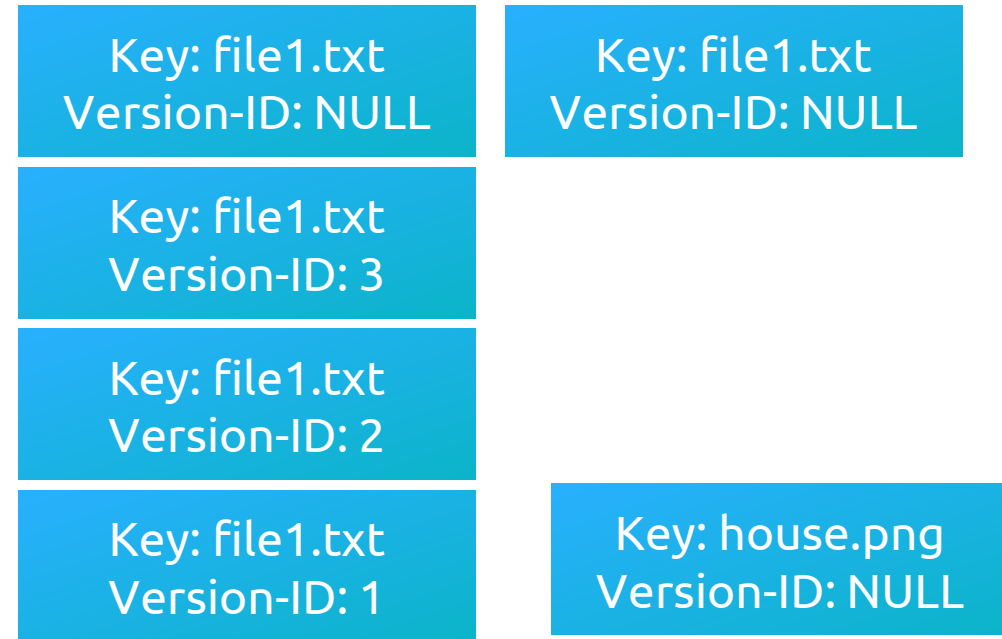 Key: file1.txt
Version-ID: NULL
Key: file1.txt
Version-ID: NULL
Key: file1.txt
Version-ID: 3
Key: file1.txt
Version-ID: 2
Key: file1.txt
Version-ID: 1
Key: house.png
Version-ID: NULL